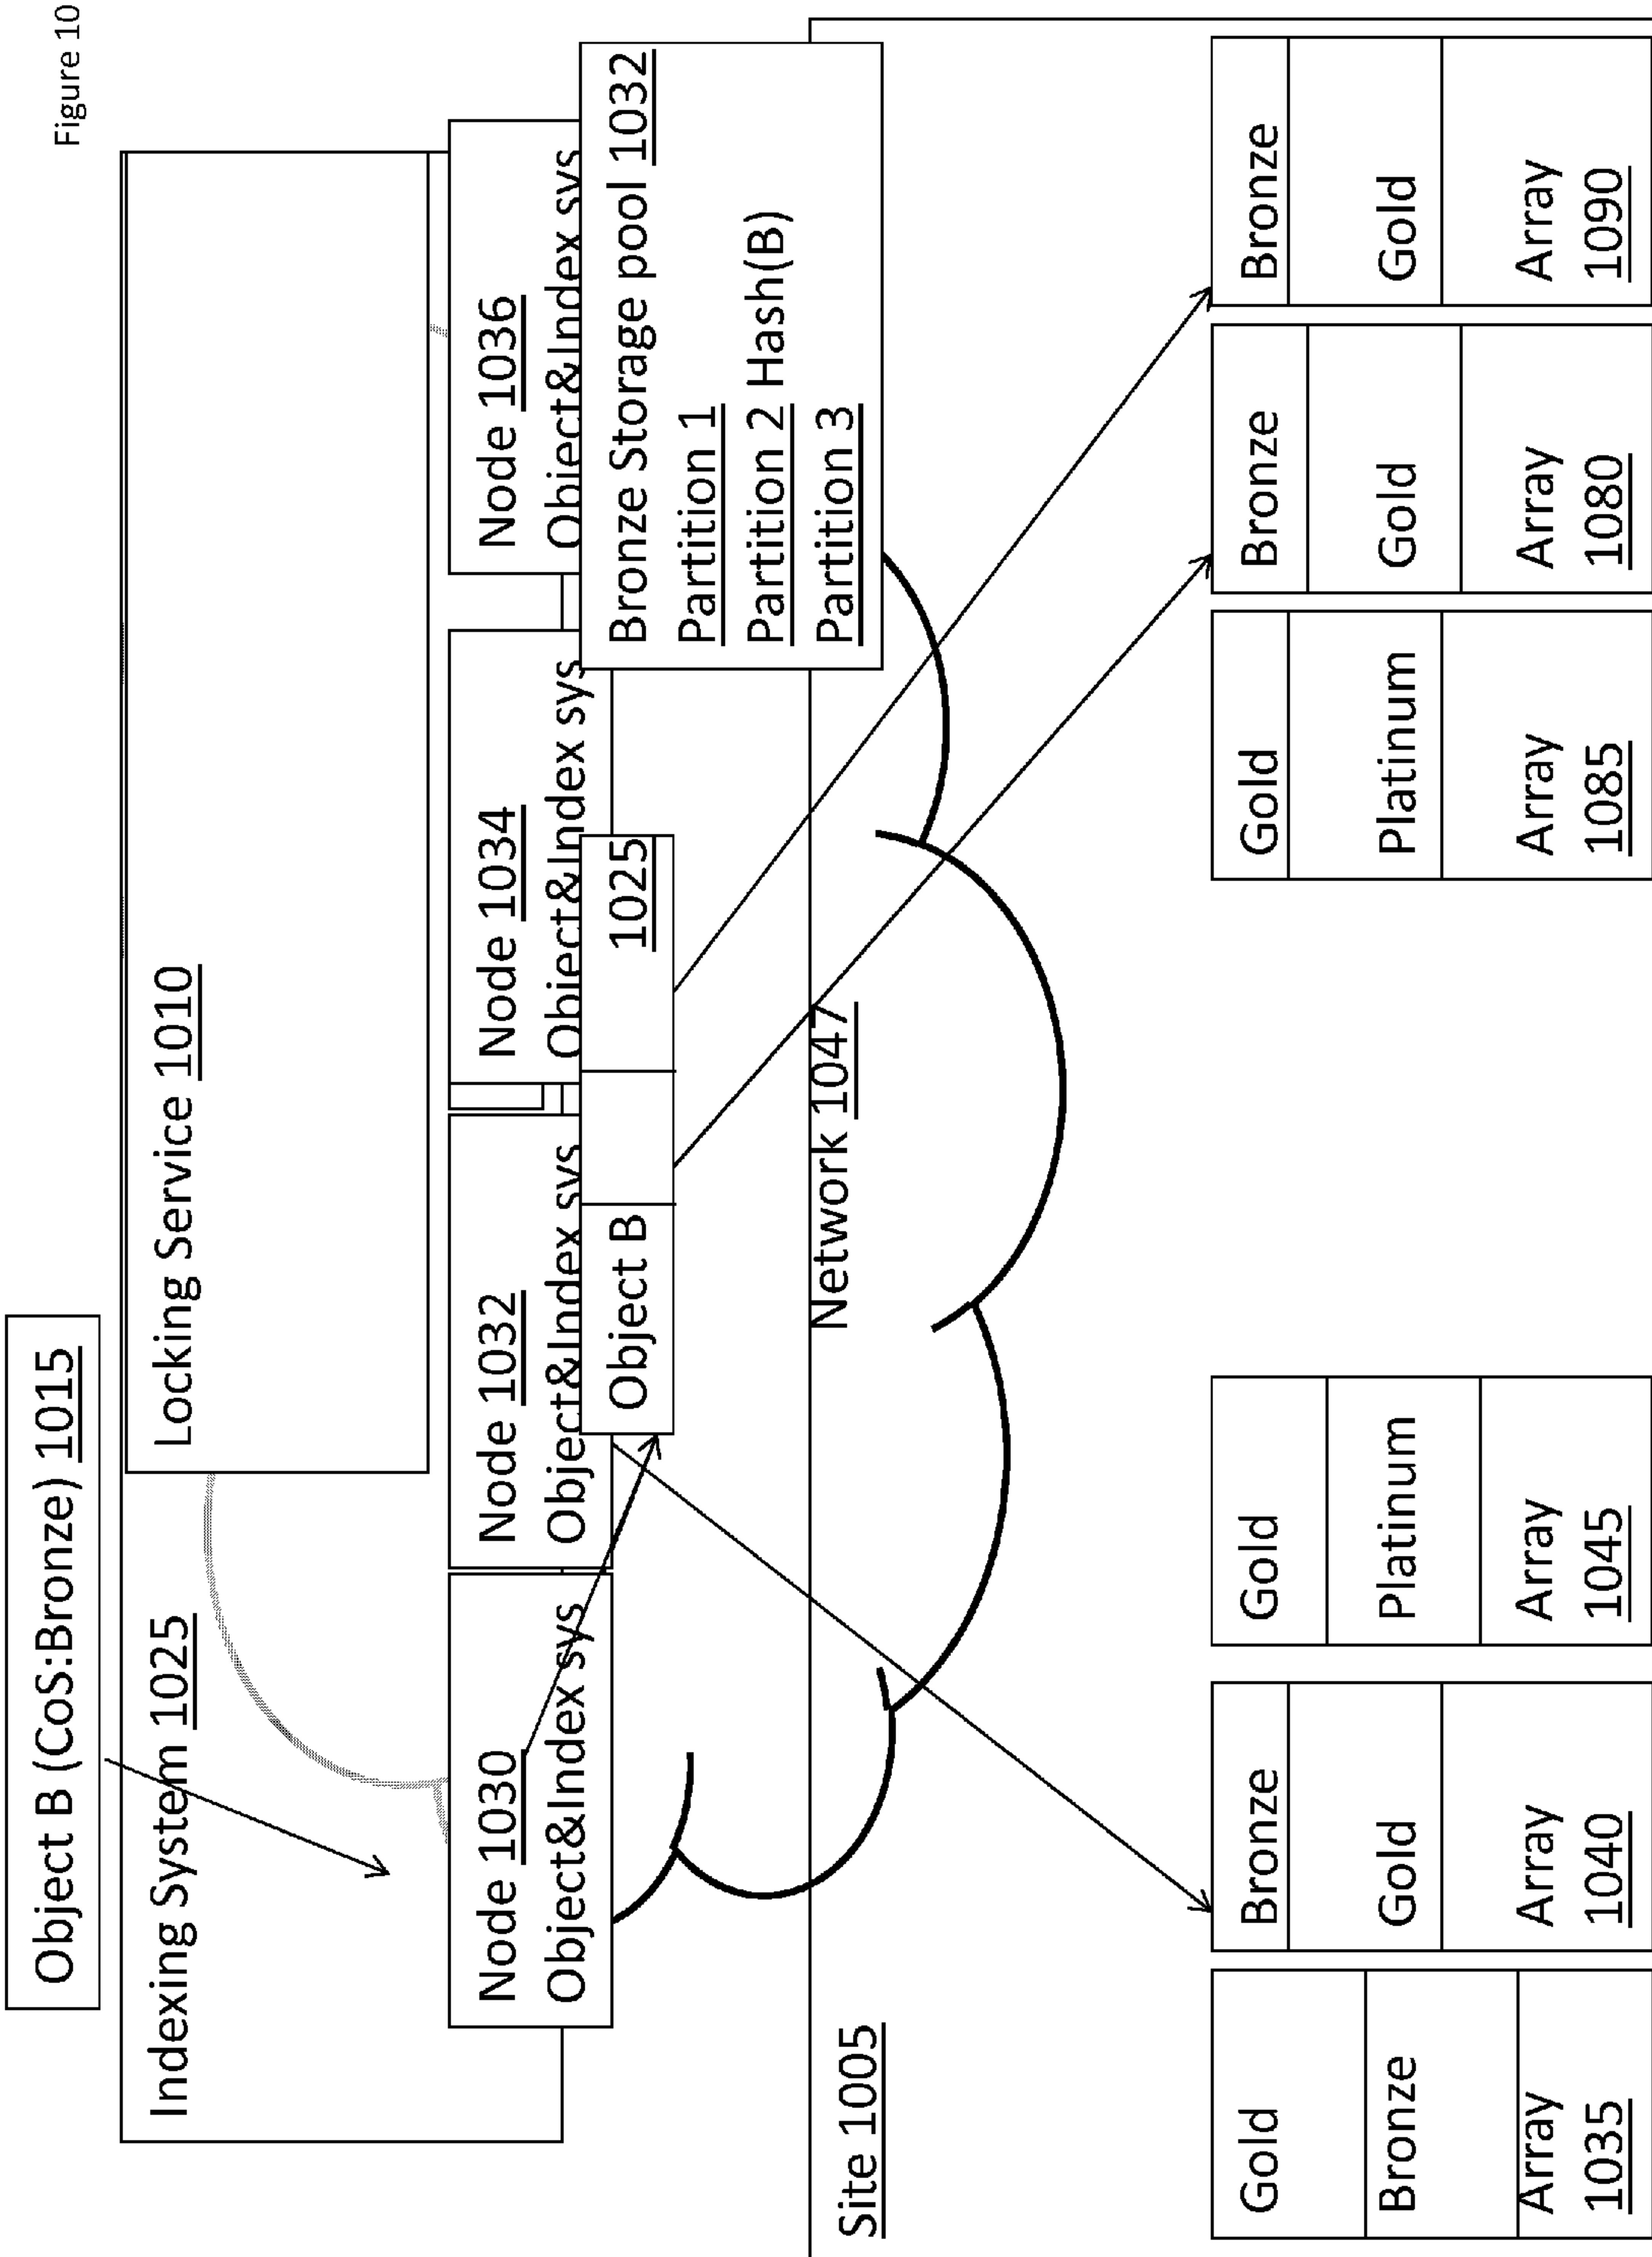 Figure 10
Object B (CoS:Bronze) 1015
Indexing System 1025
Locking Service 1010
Node 1030
Object&Index sys
Node 1032
Object&Index sys
Node 1034
Object&Index sys
Node 1036
Object&Index sys
Object B
1025
Bronze Storage pool 1032
Partition 1
Partition 2 Hash(B)
Partition 3
Network 1047
Site 1005
Gold
Bronze
Array
1035
Bronze
Gold
Array
1040
Gold
Platinum
Array
1045
Gold
Platinum
Array
1085
Bronze
Gold
Array
1080
Bronze
Gold
Array
1090